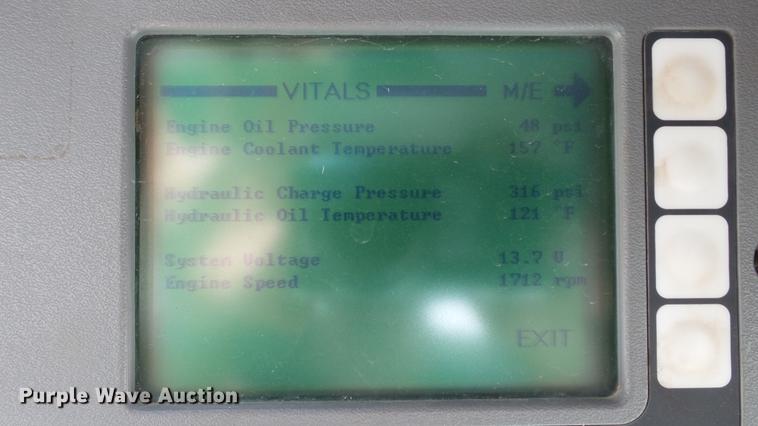 VITALS M/E
Engine Oil Pressure 48 psi
Engine Coolant Temperature 157 °F
Hydraulic Charge Pressure 316 psi
Hydraulic Oil Temperature 121 °F
System Voltage 13.7 V
Engine Speed 1712 rpm
EXIT
Purple Wave Auction